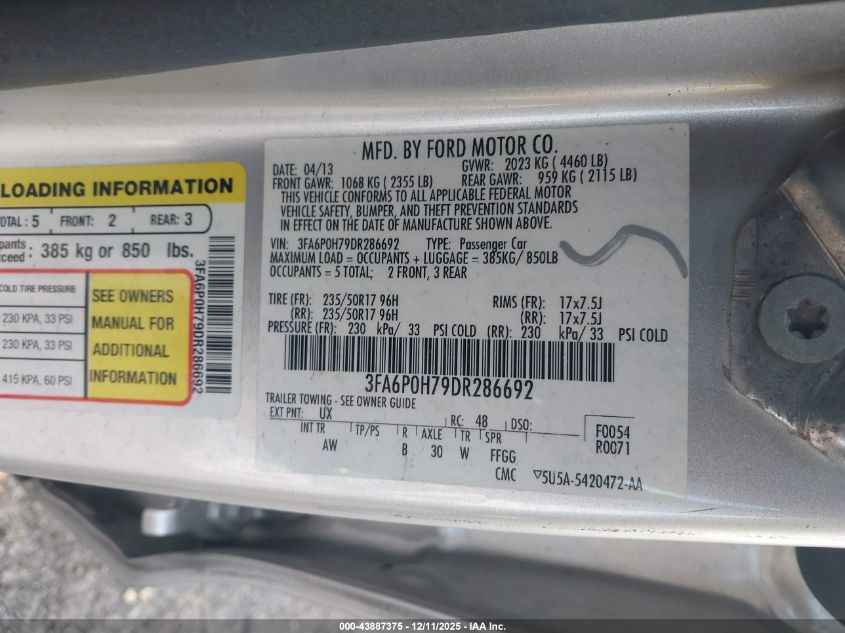 LOADING INFORMATION
TOTAL : 5 FRONT: 2 REAR: 3
385 kg or 850 lbs.
COLD TIRE PRESSURE
230 KPA, 33 PSI
230 KPA, 33 PSI
415 KPA, 60 PSI
SEE OWNERS
MANUAL FOR
ADDITIONAL
INFORMATION
3FA6P0H79DR286692
MFD. BY FORD MOTOR CO.
DATE: 04/13 GVWR: 2023 KG ( 4460 LB)
FRONT GAWR: 1068 KG ( 2355 LB) REAR GAWR: 959 KG ( 2115 LB)
THIS VEHICLE CONFORMS TO ALL APPLICABLE FEDERAL MOTOR
VEHICLE SAFETY, BUMPER, AND THEFT PREVENTION STANDARDS
IN EFFECT ON THE DATE OF MANUFACTURE SHOWN ABOVE.
VIN: 3FA6P0H79DR286692 TYPE: Passenger Car
MAXIMUM LOAD = OCCUPANTS + LUGGAGE = 385KG/ 850LB
OCCUPANTS = 5 TOTAL; 2 FRONT, 3 REAR
TIRE (FR): 235/50R17 96H RIMS (FR): 17x7.5J
(RR): 235/50R17 96H (RR): 17x7.5J
PRESSURE (FR): 230 kPa/ 33 PSI COLD (RR): 230 kPa/ 33 PSI COLD
3FA6P0H79DR286692
TRAILER TOWING - SEE OWNER GUIDE
EXT PNT: UX RC: 48 DSO: F0054
INT TR TP/PS R AXLE TR SPR R0071
AW B 30 W FFGG
CMC ▽5U5A-5420472-AA
000-43887375 - 12/11/2025 - IAA Inc.